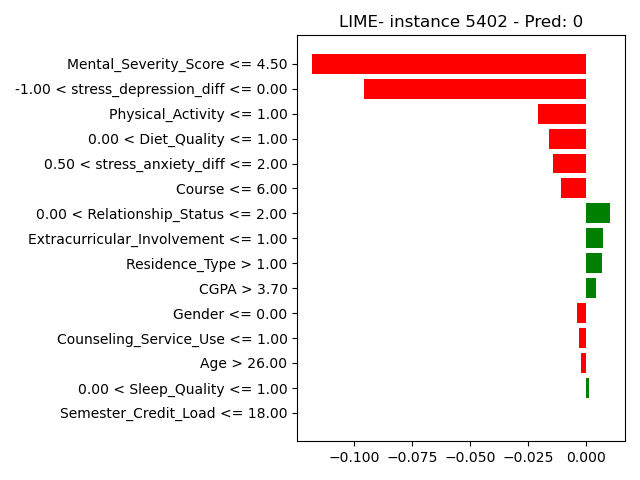 LIME- instance 5402 - Pred: 0
Mental_Severity_Score <= 4.50
-1.00 < stress_depression_diff <= 0.00
Physical_Activity <= 1.00
0.00 < Diet_Quality <= 1.00
0.50 < stress_anxiety_diff <= 2.00
Course <= 6.00
0.00 < Relationship_Status <= 2.00
Extracurricular_Involvement <= 1.00
Residence_Type > 1.00
CGPA > 3.70
Gender <= 0.00
Counseling_Service_Use <= 1.00
Age > 26.00
0.00 < Sleep_Quality <= 1.00
Semester_Credit_Load <= 18.00
−0.100 −0.075 −0.050 −0.025 0.000